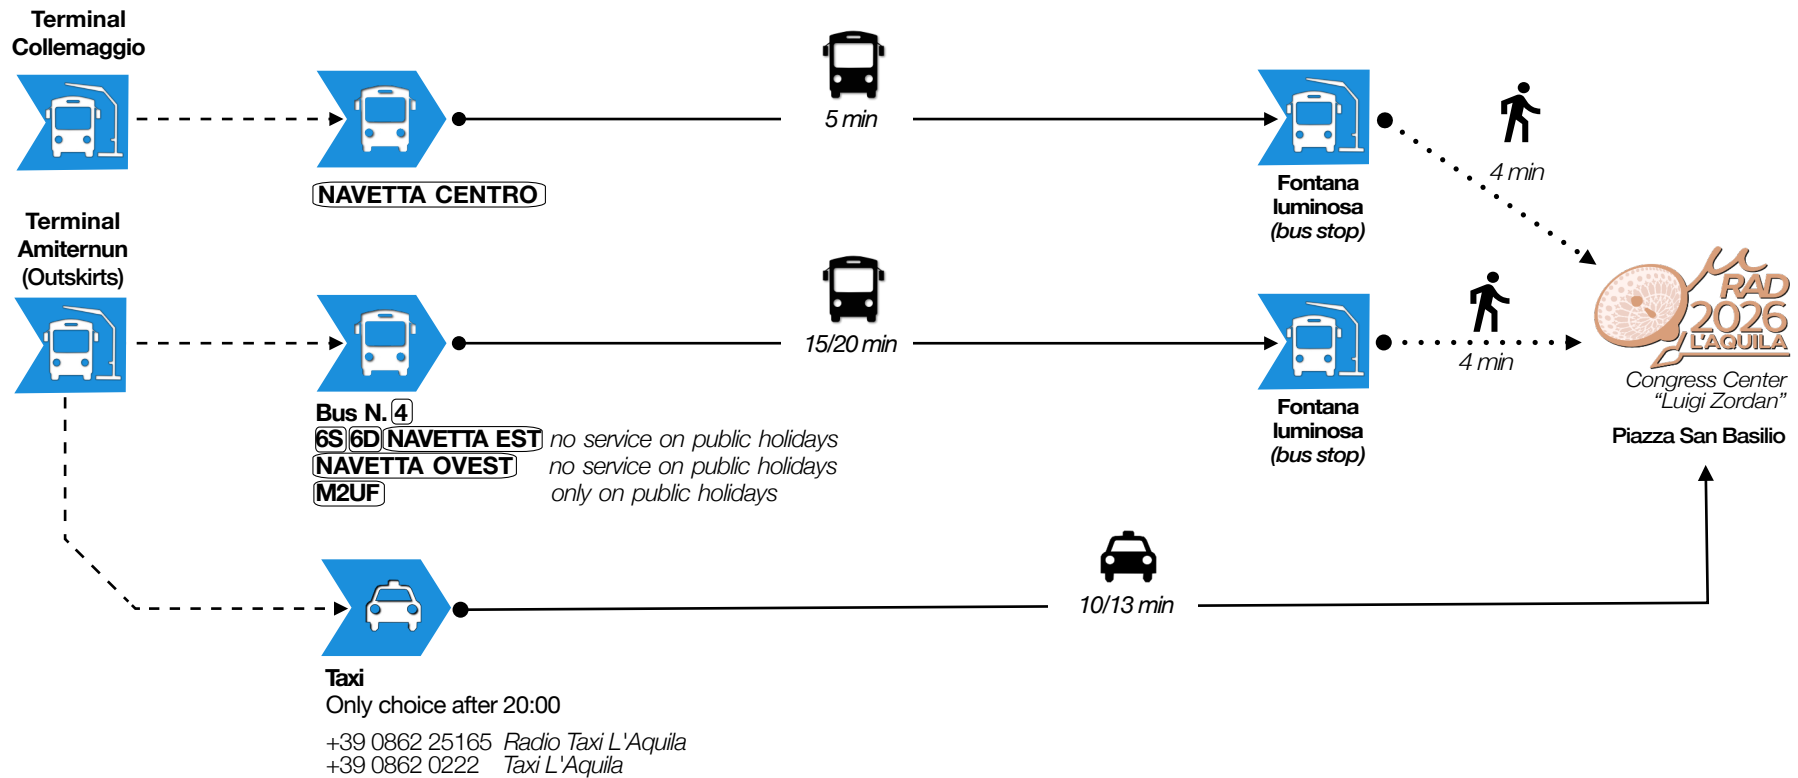 Terminal
Collemaggio
NAVETTA CENTRO
5 min
Fontana
luminosa
(bus stop)
4 min
Terminal
Amiternun
(Outskirts)
Bus N. 4
6S 6D NAVETTA EST no service on public holidays
NAVETTA OVEST no service on public holidays
M2UF only on public holidays
15/20 min
Fontana
luminosa
(bus stop)
4 min
μ
RAD
2026
L'AQUILA
Congress Center
“Luigi Zordan”
Piazza San Basilio
Taxi
Only choice after 20:00
+39 0862 25165 Radio Taxi L'Aquila
+39 0862 0222 Taxi L'Aquila
10/13 min